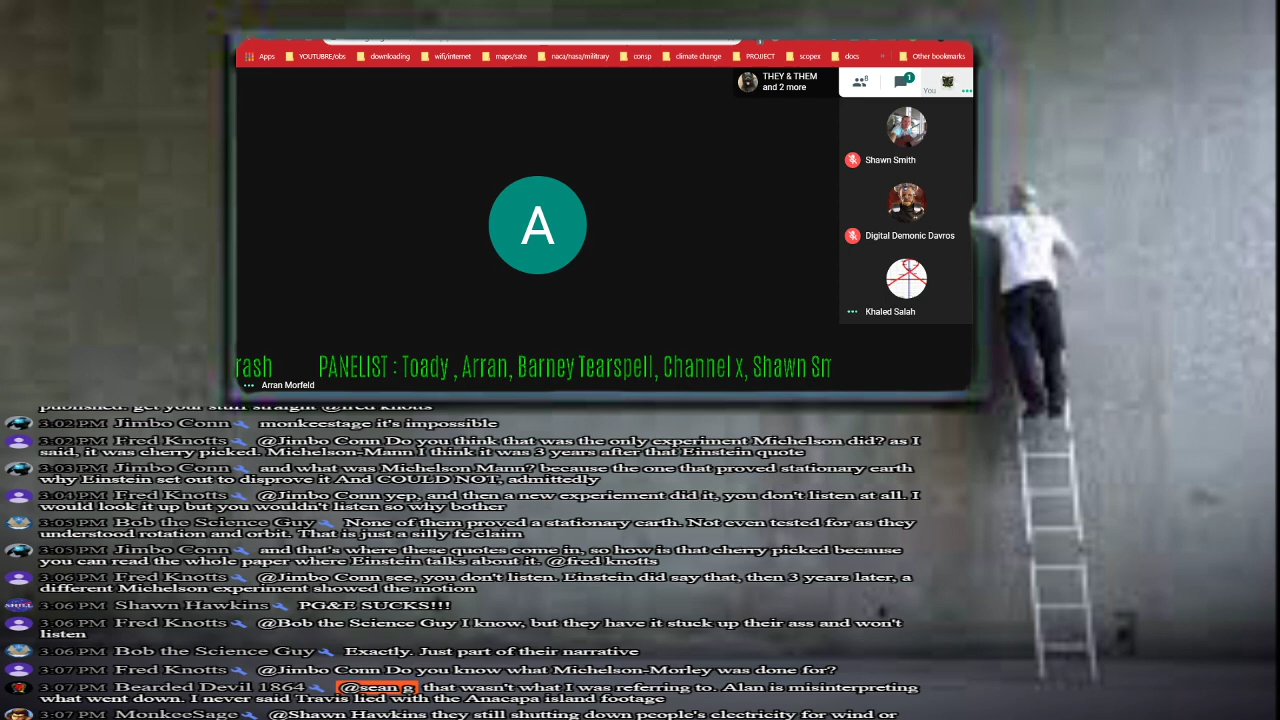 Apps YOUTUBRE/obs downloading wifi/internet maps/sate naca/nasa/militrary consp climate change PROJJECT scopex docs Other bookmarks
THEY & THEM
and 2 more
8
1
You
Shawn Smith
Digital Demonic Davros
Khaled Salah
A
rash PANELIST : Toady , Arran, Barney Tearspell, Channel x, Shawn Sm
Arran Morfeld
published. get your stuff straight @fred knotts
3:02 PM Jimbo Conn monkeestage it's impossible
3:02 PM Fred Knotts @Jimbo Conn Do you think that was the only experiment Michelson did? as I
said, it was cherry picked. Michelson-Mann I think it was 3 years after that Einstein quote
3:03 PM Jimbo Conn and what was Michelson Mann? because the one that proved stationary earth
why Einstein set out to disprove it And COULD NOT, admittedly
3:04 PM Fred Knotts @Jimbo Conn yep, and then a new experiement did it, you don't listen at all. I
would look it up but you wouldn't listen so why bother
3:05 PM Bob the Science Guy None of them proved a stationary earth. Not even tested for as they
understood rotation and orbit. That is just a silly fe claim
3:05 PM Jimbo Conn and that's where these quotes come in, so how is that cherry picked because
you can read the whole paper where Einstein talks about it. @fred knotts
3:06 PM Fred Knotts @Jimbo Conn see, you don't listen. Einstein did say that, then 3 years later, a
different Michelson experiment showed the motion
3:06 PM Shawn Hawkins PG&E SUCKS!!!
3:06 PM Fred Knotts @Bob the Science Guy I know, but they have it stuck up their ass and won't
listen
3:06 PM Bob the Science Guy Exactly. Just part of their narrative
3:07 PM Fred Knotts @Jimbo Conn Do you know what Michelson-Morley was done for?
3:07 PM Bearded Devil 1864 @sean g that wasn't what I was referring to. Alan is misinterpreting
what went down. I never said Travis lied with the Anacapa island footage
3:07 PM MonkeeSage @Shawn Hawkins they still shutting down people's electricity for wind or